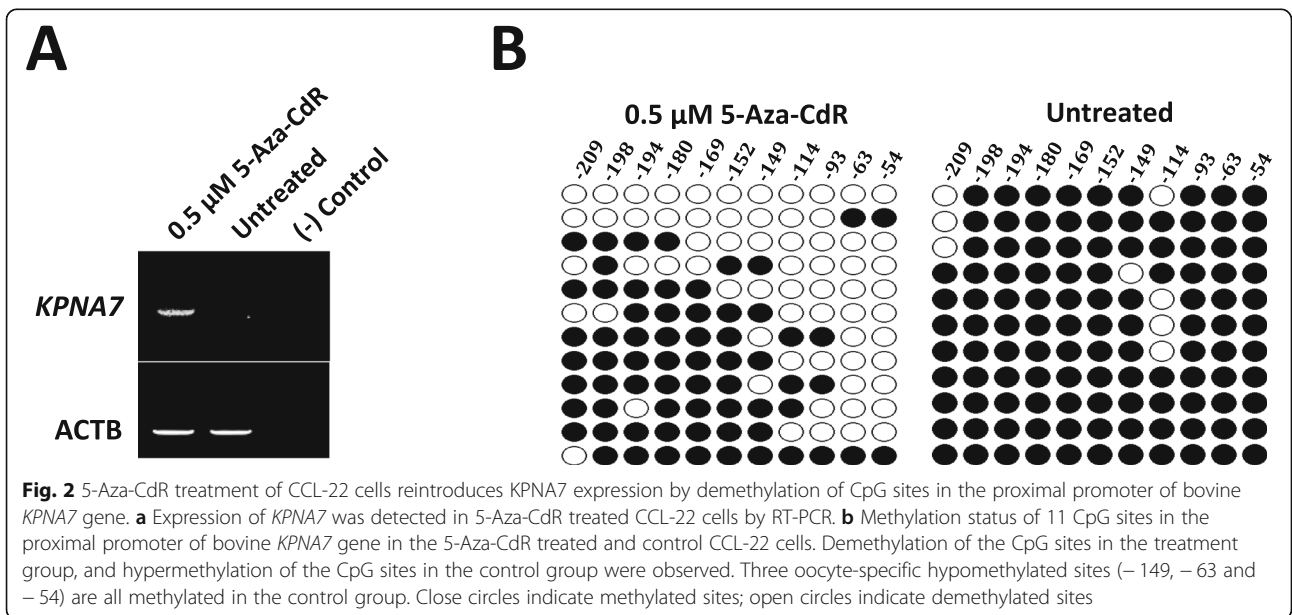 A
B
0.5 µM 5-Aza-CdR
Untreated
(-) Control
KPNA7
ACTB
0.5 µM 5-Aza-CdR
-209 -198 -194 -180 -169 -152 -149 -114 -93 -63 -54
Untreated
-209 -198 -194 -180 -169 -152 -149 -114 -93 -63 -54
Fig. 2 5-Aza-CdR treatment of CCL-22 cells reintroduces KPNA7 expression by demethylation of CpG sites in the proximal promoter of bovine
KPNA7 gene. a Expression of KPNA7 was detected in 5-Aza-CdR treated CCL-22 cells by RT-PCR. b Methylation status of 11 CpG sites in the
proximal promoter of bovine KPNA7 gene in the 5-Aza-CdR treated and control CCL-22 cells. Demethylation of the CpG sites in the treatment
group, and hypermethylation of the CpG sites in the control group were observed. Three oocyte-specific hypomethylated sites (− 149, − 63 and
− 54) are all methylated in the control group. Close circles indicate methylated sites; open circles indicate demethylated sites